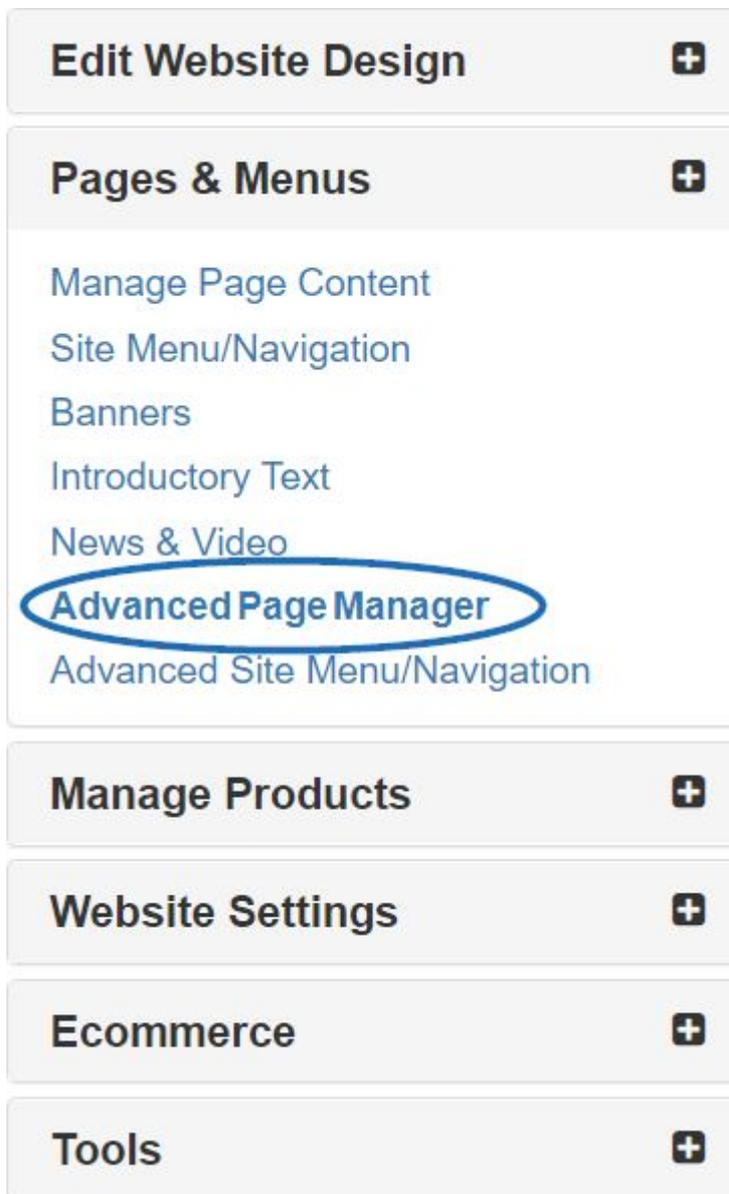 Edit Website Design
Pages & Menus
Manage Page Content
Site Menu/Navigation
Banners
Introductory Text
News & Video
Advanced Page Manager
Advanced Site Menu/Navigation
Manage Products
Website Settings
Ecommerce
Tools